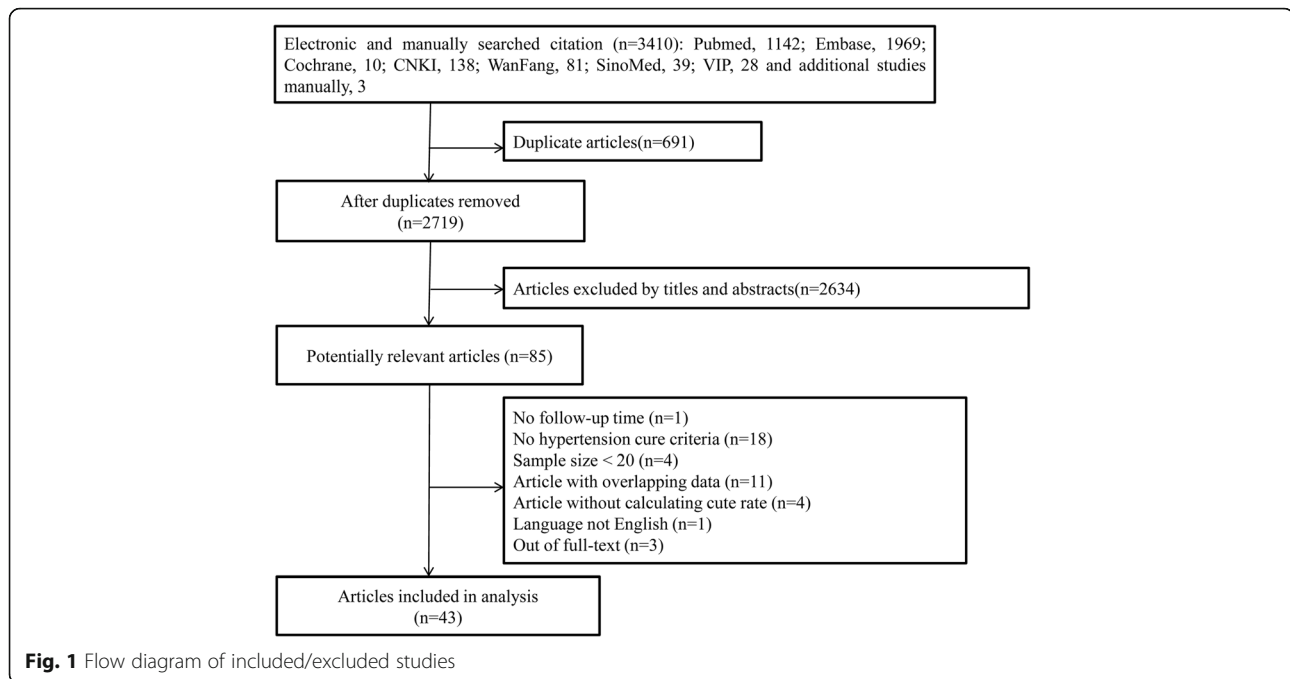 Electronic and manually searched citation (n=3410): Pubmed, 1142; Embase, 1969;
Cochrane, 10; CNKI, 138; WanFang, 81; SinoMed, 39; VIP, 28 and additional studies
manually, 3
Duplicate articles(n=691)
After duplicates removed
(n=2719)
Articles excluded by titles and abstracts(n=2634)
Potentially relevant articles (n=85)
No follow-up time (n=1)
No hypertension cure criteria (n=18)
Sample size < 20 (n=4)
Article with overlapping data (n=11)
Article without calculating cute rate (n=4)
Language not English (n=1)
Out of full-text (n=3)
Articles included in analysis
(n=43)
Fig. 1 Flow diagram of included/excluded studies